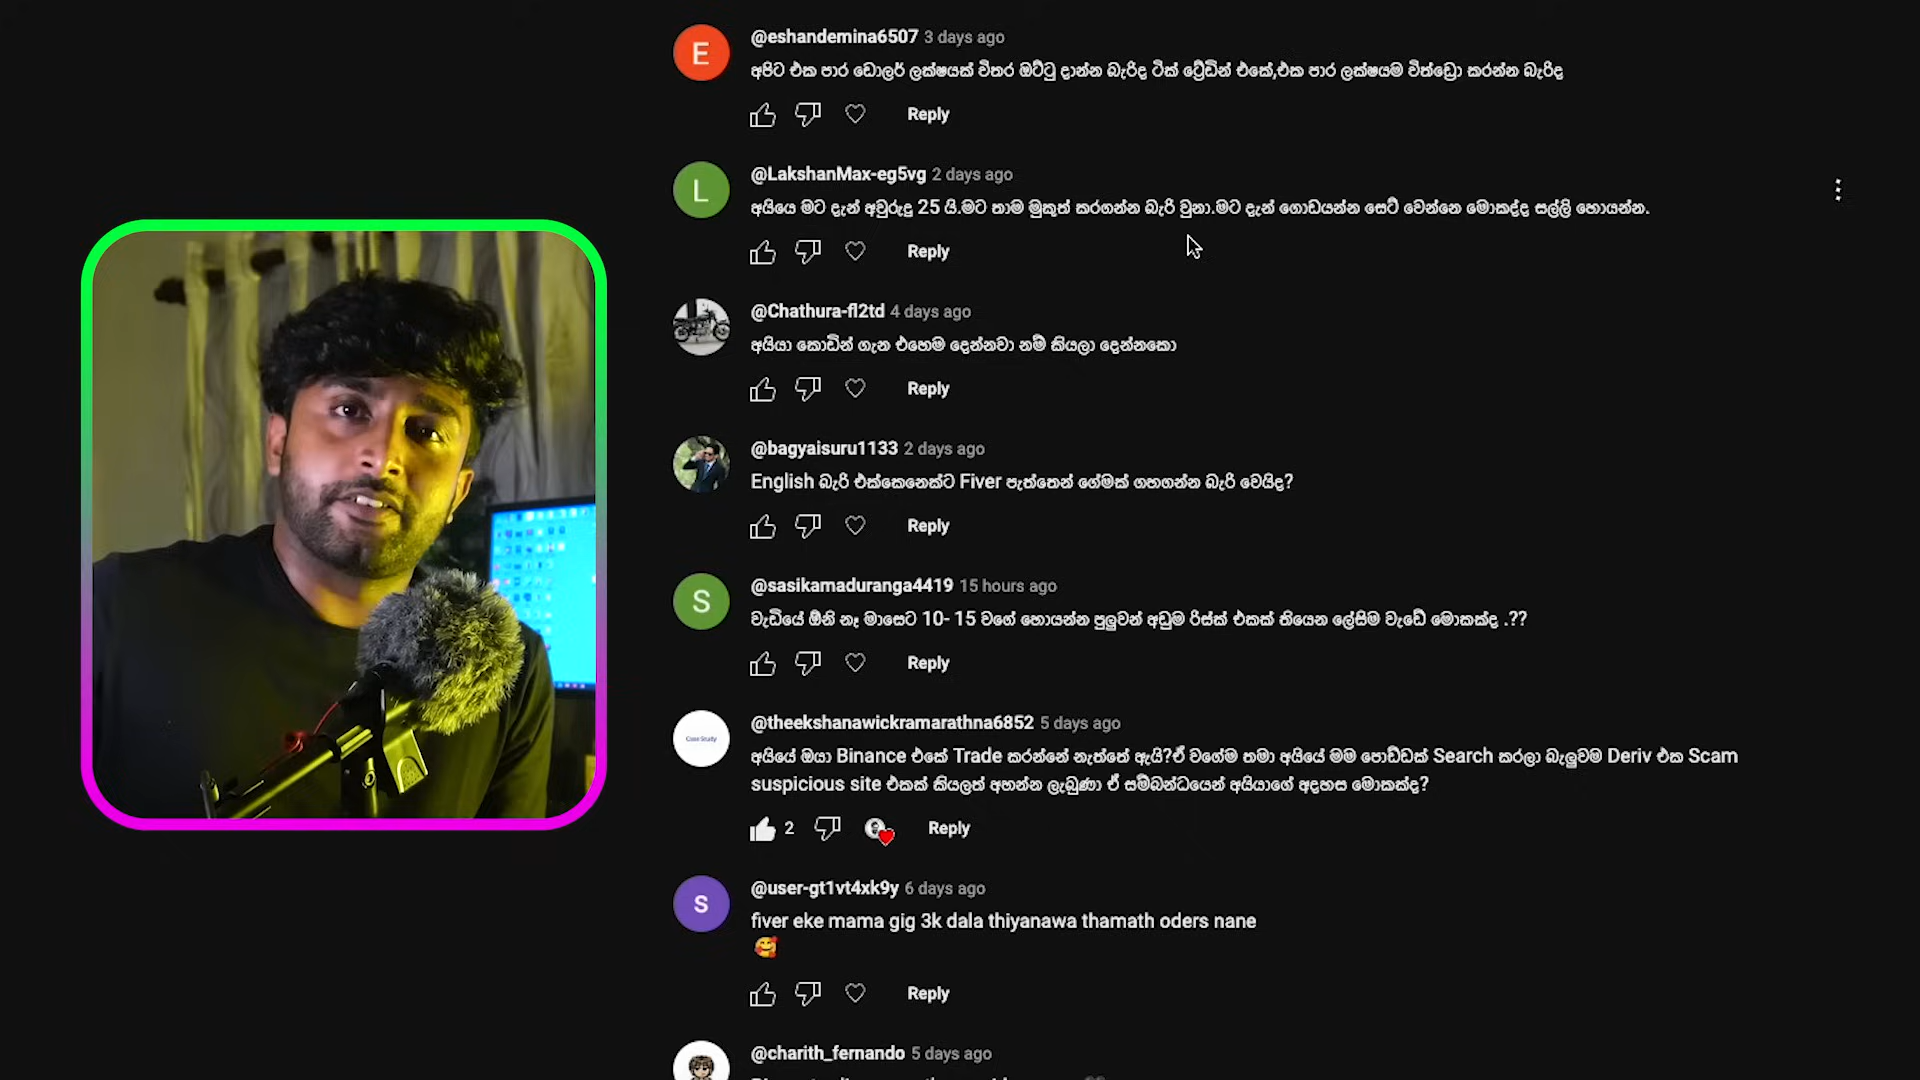 E
@eshandemina6507 3 days ago
අපිට එක පාර ඩොලර් ලක්ෂයක් විතර ඔට්ටු දාන්න බැරිද ටික් ට්‍රේඩින් එකේ,එක පාර ලක්ෂයම විත්ඩ්‍රෝ කරන්න බැරිද
Reply
L
@LakshanMax-eg5vg 2 days ago
අයියෙ මට දැන් අවුරුදු 25 යි.මට තාම මුකුත් කරගන්න බැරි වුනා.මට දැන් ගොඩයන්න සෙට් වෙන්නෙ මොකද්ද සල්ලි හොයන්න.
Reply
@Chathura-fl2td 4 days ago
අයියා කොඩින් ගැන එහෙම දෙන්නවා නම් කියලා දෙන්නකො
Reply
@bagyaisuru1133 2 days ago
English බැරි එක්කෙනෙක්ට Fiver පැත්තෙන් ගේමක් ගහගන්න බැරි වෙයිද?
Reply
S
@sasikamaduranga4419 15 hours ago
වැඩියේ ඕනි නෑ මාසෙට 10- 15 වගේ හොයන්න පුලුවන් අඩුම රිස්ක් එකක් තියෙන ලේසිම වැඩේ මොකක්ද .??
Reply
Case Study
@theekshanawickramarathna6852 5 days ago
අයියේ ඔයා Binance එකේ Trade කරන්නේ නැත්තේ ඇයි?ඒ වගේම තමා අයියේ මම පොඩ්ඩක් Search කරලා බැලුවම Deriv එක Scam
suspicious site එකක් කියලත් අහන්න ලැබුණා ඒ සම්බන්ධයෙන් අයියාගේ අදහස මොකක්ද?
2 Reply
S
@user-gt1vt4xk9y 6 days ago
fiver eke mama gig 3k dala thiyanawa thamath oders nane
Reply
@charith_fernando 5 days ago